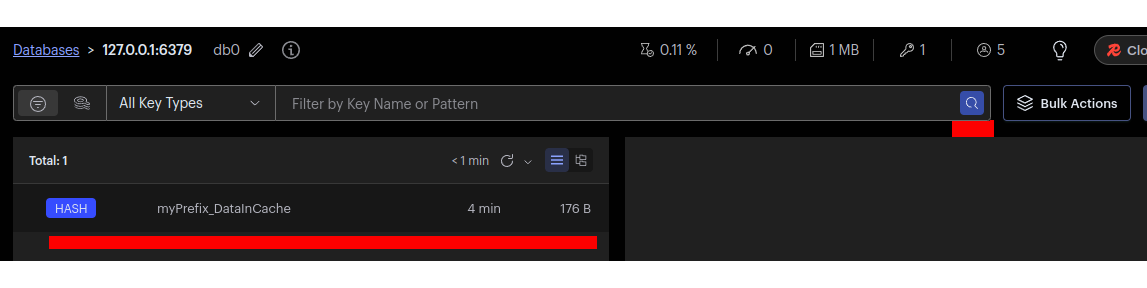 Databases > 127.0.0.1:6379 db0 0.11 % 0 1 MB 1 5 Clo
All Key Types Filter by Key Name or Pattern Bulk Actions
Total: 1 < 1 min
HASH myPrefix_DataInCache 4 min 176 B